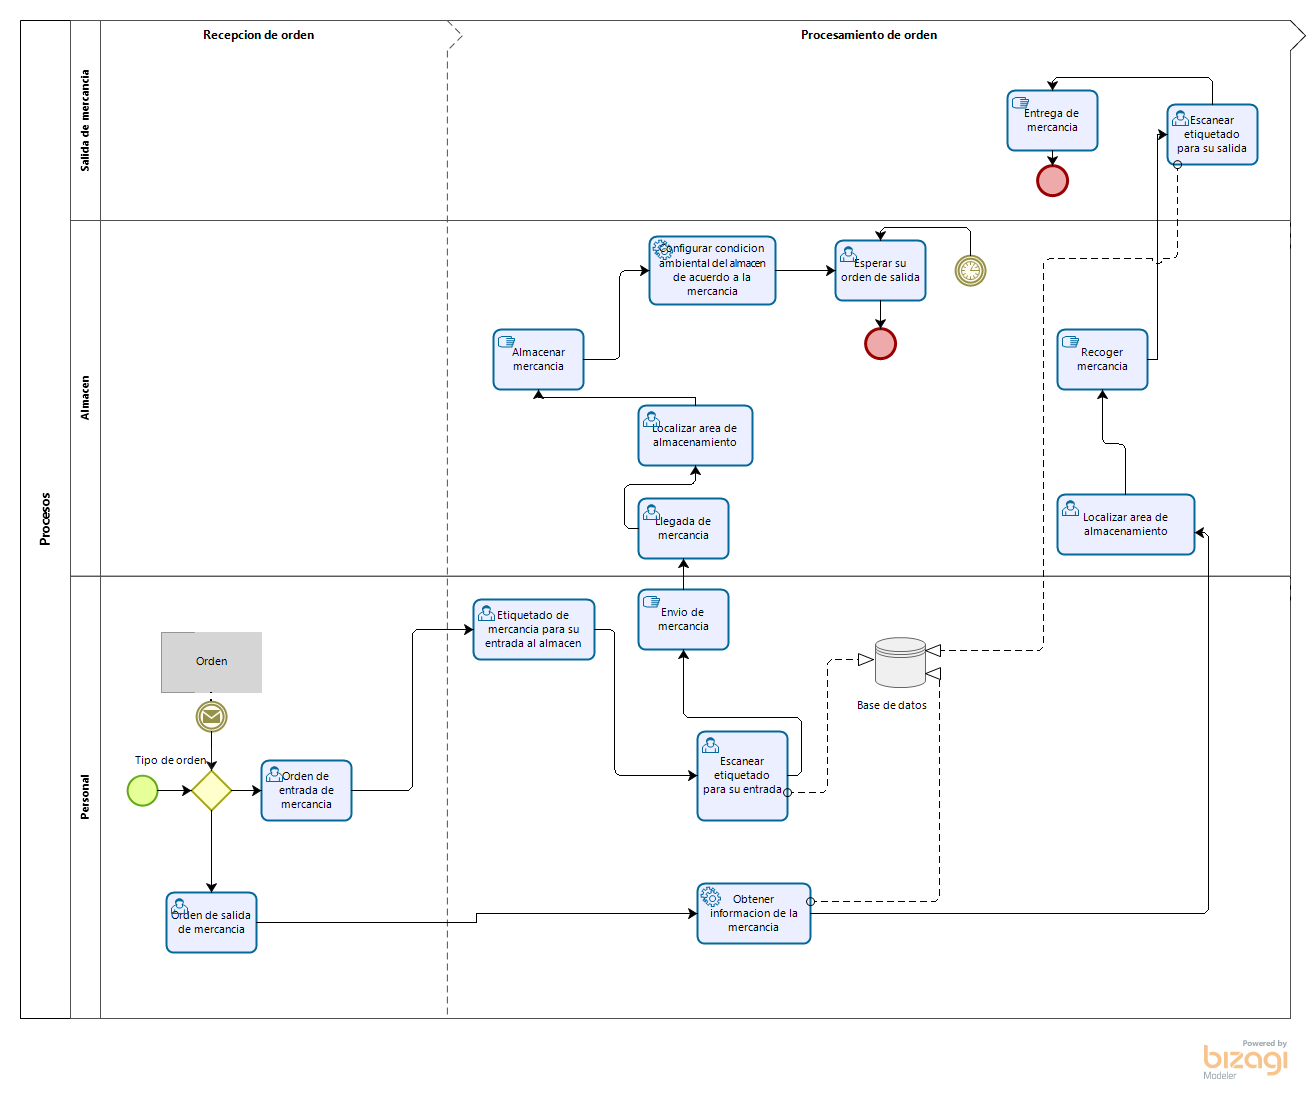 Recepcion de orden
Procesamiento de orden
Procesos
Salida de mercancia
Entrega de
mercancia
Escanear
etiquetado
para su salida
Almacen
Configurar condicion
ambiental del almacen
de acuerdo a la
mercancia
Esperar su
orden de salida
Almacenar
mercancia
Recoger
mercancia
Localizar area de
almacenamiento
Llegada de
mercancia
Localizar area de
almacenamiento
Personal
Etiquetado de
mercancia para su
entrada al almacen
Envio de
mercancia
Orden
Base de datos
Tipo de orden
Orden de
entrada de
mercancia
Escanear
etiquetado
para su entrada
Orden de salida
de mercancia
Obtener
informacion de la
mercancia
Powered by
bizagi
Modeler